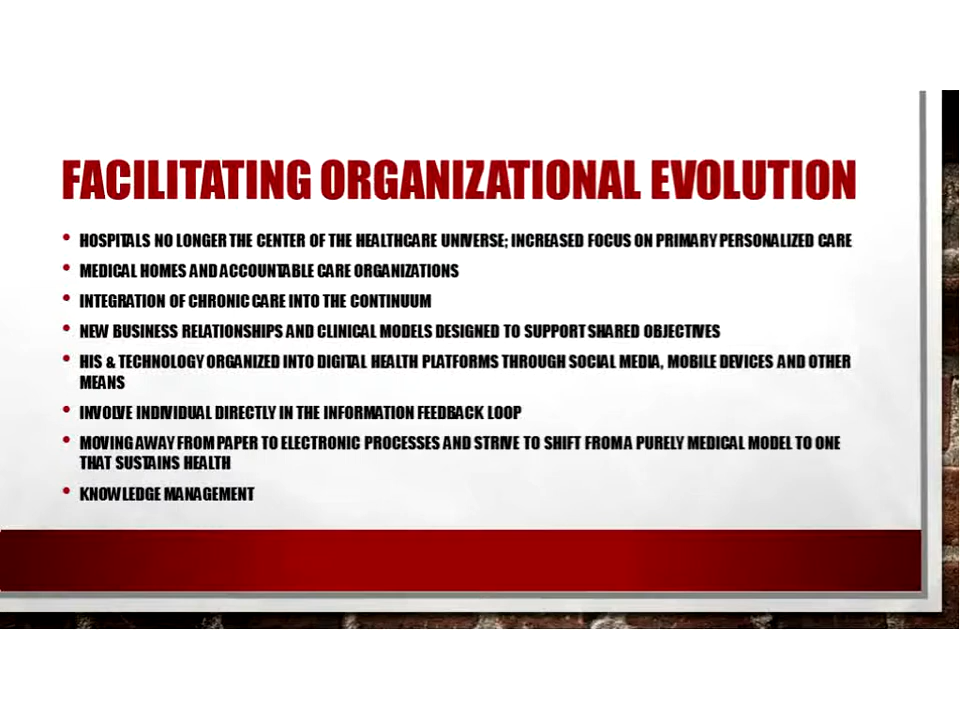 FACILITATING ORGANIZATIONAL EVOLUTION
• HOSPITALS NO LONGER THE CENTER OF THE HEALTHCARE UNIVERSE; INCREASED FOCUS ON PRIMARY PERSONALIZED CARE
• MEDICAL HOMES AND ACCOUNTABLE CARE ORGANIZATIONS
• INTEGRATION OF CHRONIC CARE INTO THE CONTINUUM
• NEW BUSINESS RELATIONSHIPS AND CLINICAL MODELS DESIGNED TO SUPPORT SHARED OBJECTIVES
• HIS & TECHNOLOGY ORGANIZED INTO DIGITAL HEALTH PLATFORMS THROUGH SOCIAL MEDIA, MOBILE DEVICES AND OTHER
MEANS
• INVOLVE INDIVIDUAL DIRECTLY IN THE INFORMATION FEEDBACK LOOP
• MOVING AWAY FROM PAPER TO ELECTRONIC PROCESSES AND STRIVE TO SHIFT FROM A PURELY MEDICAL MODEL TO ONE
THAT SUSTAINS HEALTH
• KNOWLEDGE MANAGEMENT